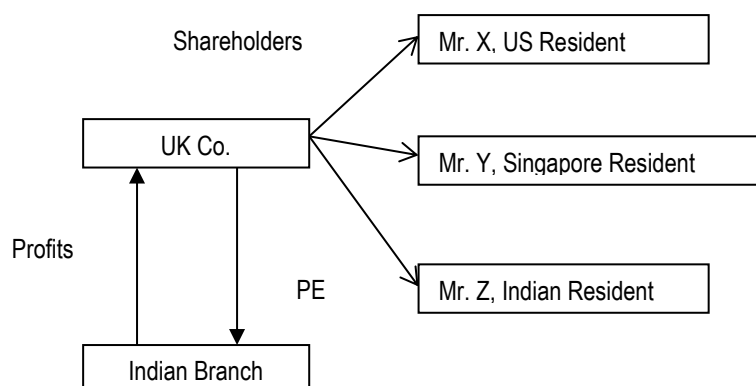 Shareholders
Mr. X, US Resident
UK Co.
Mr. Y, Singapore Resident
Profits
PE
Mr. Z, Indian Resident
Indian Branch